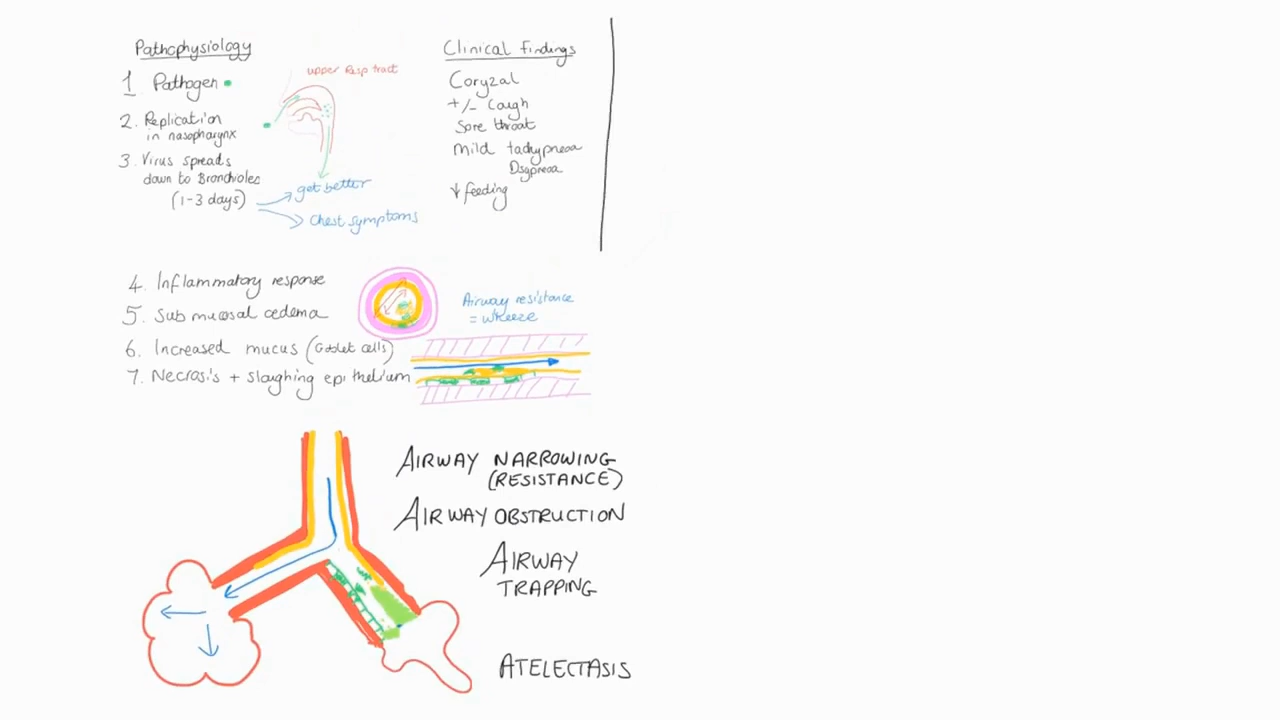 Pathophysiology
1 Pathogen
2. Replication
in nasopharynx
3. Virus spreads
down to Bronchioles
(1-3 days)
upper Resp tract
get better
Chest symptoms
Clinical findings
Coryzal
+/- Cough
Sore throat
Mild tachypnoea
Dsypnoea
↓ feeding
4. Inflammatory response
5. Sub mucosal oedema
6. Increased mucus (Goblet cells)
7. Necrosis + sloughing epithelium
Airway resistance
= wheeze
AIRWAY NARROWING
(RESISTANCE)
AIRWAY OBSTRUCTION
AIRWAY
TRAPPING
ATELECTASIS